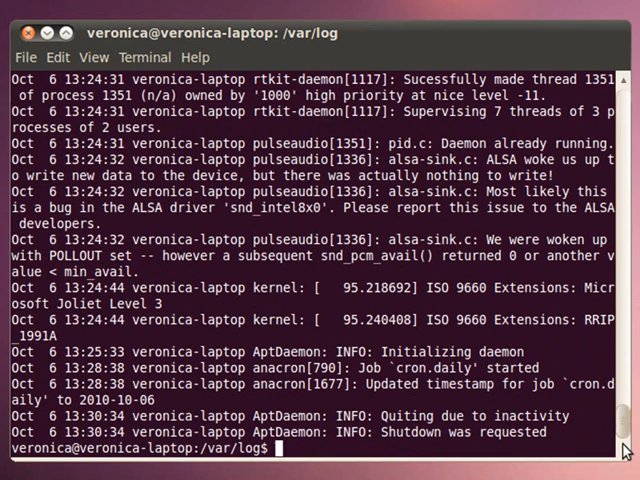 veronica@veronica-laptop: /var/log
File Edit View Terminal Help
Oct  6 13:24:31 veronica-laptop rtkit-daemon[1117]: Sucessfully made thread 1351
 of process 1351 (n/a) owned by '1000' high priority at nice level -11.
Oct  6 13:24:31 veronica-laptop rtkit-daemon[1117]: Supervising 7 threads of 3 p
rocesses of 2 users.
Oct  6 13:24:31 veronica-laptop pulseaudio[1351]: pid.c: Daemon already running.
Oct  6 13:24:32 veronica-laptop pulseaudio[1336]: alsa-sink.c: ALSA woke us up t
o write new data to the device, but there was actually nothing to write!
Oct  6 13:24:32 veronica-laptop pulseaudio[1336]: alsa-sink.c: Most likely this
is a bug in the ALSA driver 'snd_intel8x0'. Please report this issue to the ALSA
 developers.
Oct  6 13:24:32 veronica-laptop pulseaudio[1336]: alsa-sink.c: We were woken up
with POLLOUT set -- however a subsequent snd_pcm_avail() returned 0 or another v
alue < min_avail.
Oct  6 13:24:44 veronica-laptop kernel: [   95.218692] ISO 9660 Extensions: Micr
osoft Joliet Level 3
Oct  6 13:24:44 veronica-laptop kernel: [   95.240408] ISO 9660 Extensions: RRIP
_1991A
Oct  6 13:25:33 veronica-laptop AptDaemon: INFO: Initializing daemon
Oct  6 13:28:38 veronica-laptop anacron[790]: Job `cron.daily' started
Oct  6 13:28:38 veronica-laptop anacron[1677]: Updated timestamp for job `cron.d
aily' to 2010-10-06
Oct  6 13:30:34 veronica-laptop AptDaemon: INFO: Quiting due to inactivity
Oct  6 13:30:34 veronica-laptop AptDaemon: INFO: Shutdown was requested
veronica@veronica-laptop:/var/log$